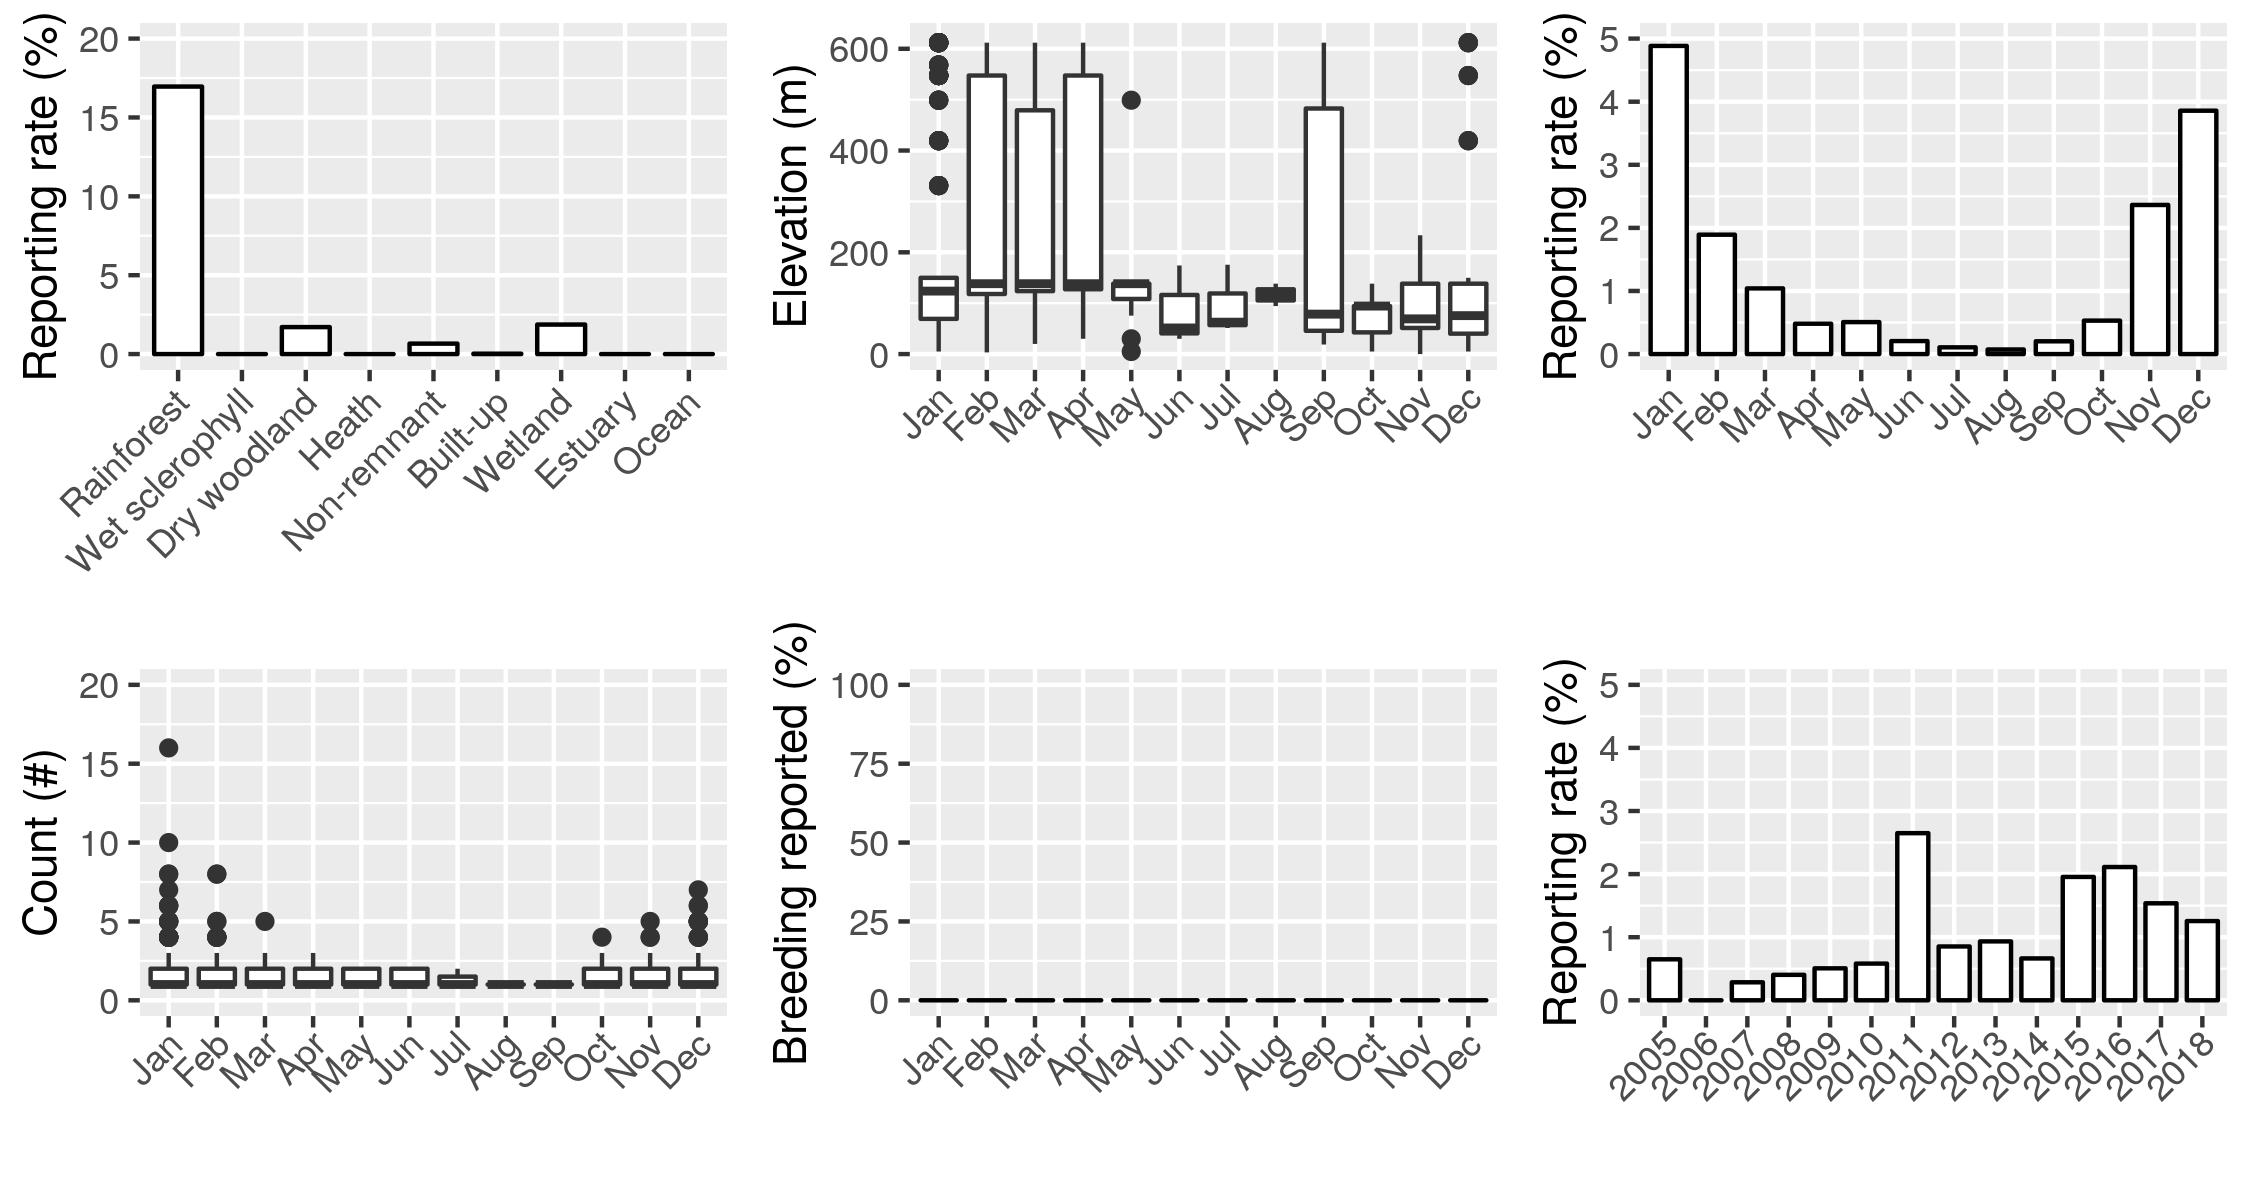 Reporting rate (%)
20
15
10
5
0
Rainforest
Wet sclerophyll
Dry woodland
Heath
Non-remnant
Built-up
Wetland
Estuary
Ocean
Elevation (m)
600
400
200
0
Jan
Feb
Mar
Apr
May
Jun
Jul
Aug
Sep
Oct
Nov
Dec
Reporting rate (%)
5
4
3
2
1
0
Jan
Feb
Mar
Apr
May
Jun
Jul
Aug
Sep
Oct
Nov
Dec
Count (#)
20
15
10
5
0
Jan
Feb
Mar
Apr
May
Jun
Jul
Aug
Sep
Oct
Nov
Dec
Breeding reported (%)
100
75
50
25
0
Jan
Feb
Mar
Apr
May
Jun
Jul
Aug
Sep
Oct
Nov
Dec
Reporting rate (%)
5
4
3
2
1
0
2005
2006
2007
2008
2009
2010
2011
2012
2013
2014
2015
2016
2017
2018